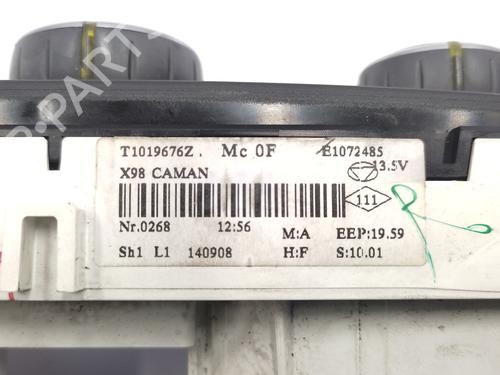 T1019676Z . Mc 0F E1072485
X98 CAMAN 13.5V
111
Nr.0268 12:56 M:A EEP:19.59
Sh1 L1 140908 H:F S:10.01